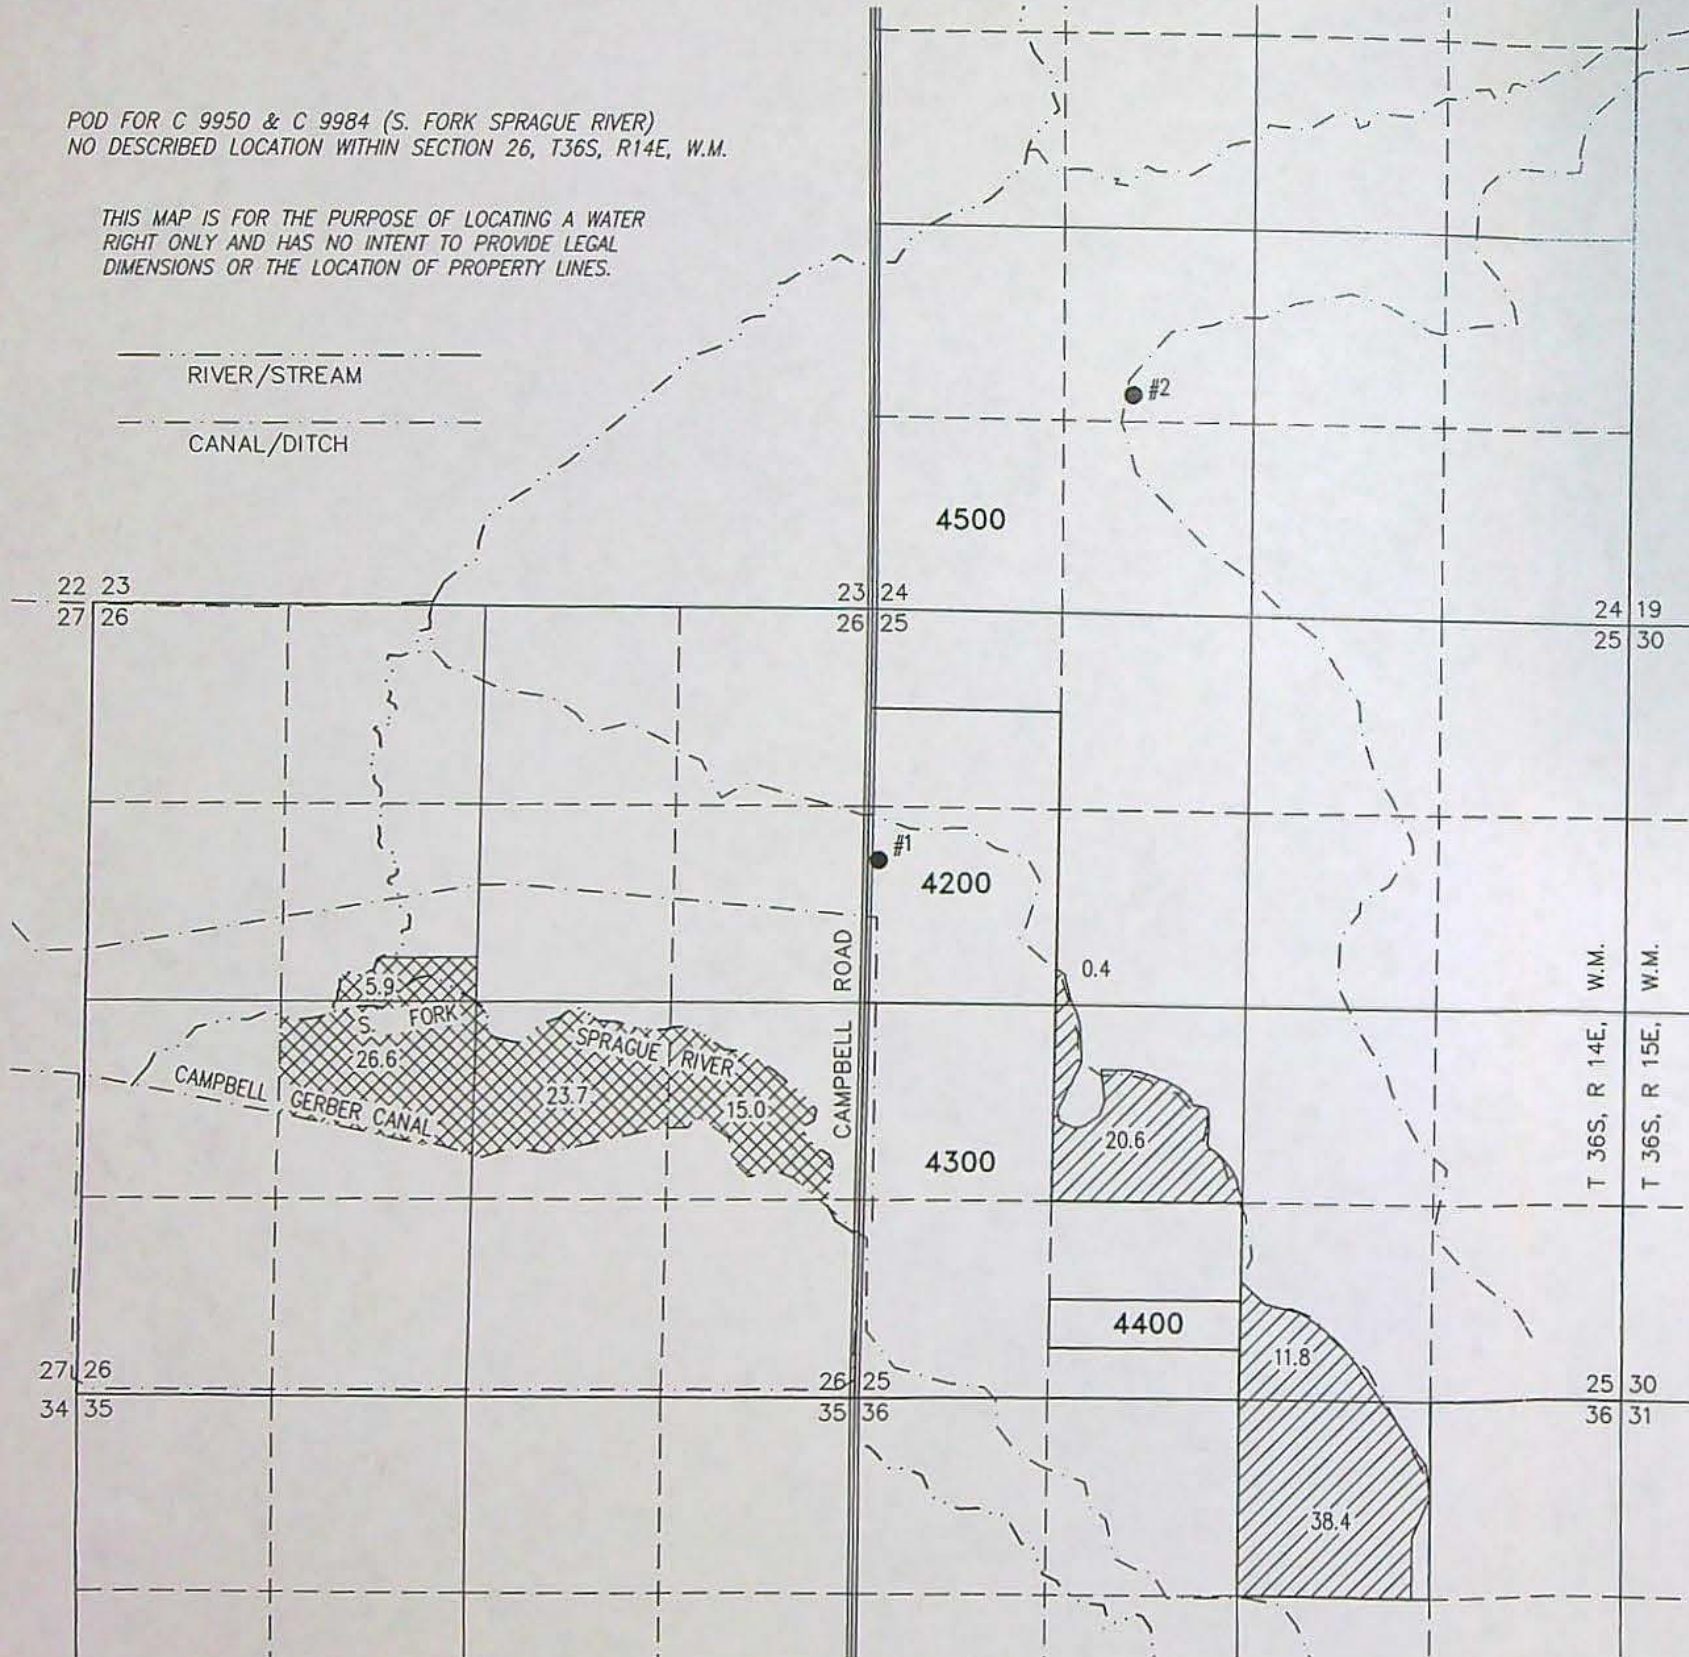 POD FOR C 9950 & C 9984 (S. FORK SPRAGUE RIVER)
NO DESCRIBED LOCATION WITHIN SECTION 26, T36S, R14E, W.M.
THIS MAP IS FOR THE PURPOSE OF LOCATING A WATER
RIGHT ONLY AND HAS NO INTENT TO PROVIDE LEGAL
DIMENSIONS OR THE LOCATION OF PROPERTY LINES.
RIVER/STREAM
CANAL/DITCH
#2
4500
22 23
27 26
23 24
26 25
24 19
25 30
#1
4200
0.4
5.9
S. FORK
SPRAGUE RIVER
26.6
CAMPBELL GERBER CANAL
23.7
15.0
CAMPBELL ROAD
4300
20.6
T 36S, R 14E, W.M.
T 36S, R 15E, W.M.
4400
11.8
27 26
34 35
26 25
35 36
25 30
36 31
38.4